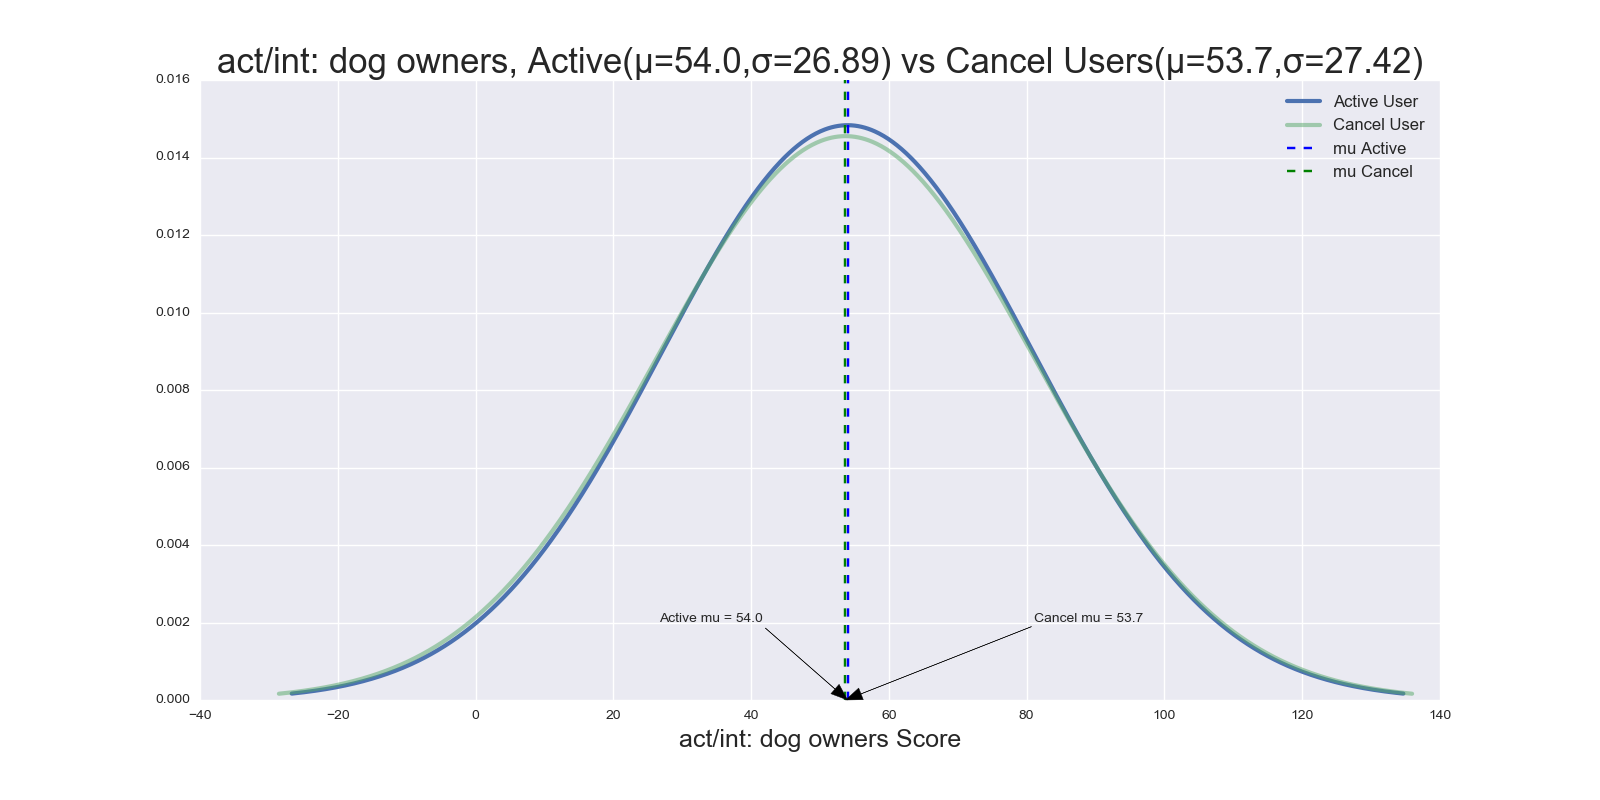 act/int: dog owners, Active(μ=54.0,σ=26.89) vs Cancel Users(μ=53.7,σ=27.42)
0.016
0.014
0.012
0.010
0.008
0.006
0.004
0.002
0.000
Active User
Cancel User
mu Active
mu Cancel
Active mu = 54.0
Cancel mu = 53.7
−40 −20 0 20 40 60 80 100 120 140
act/int: dog owners Score